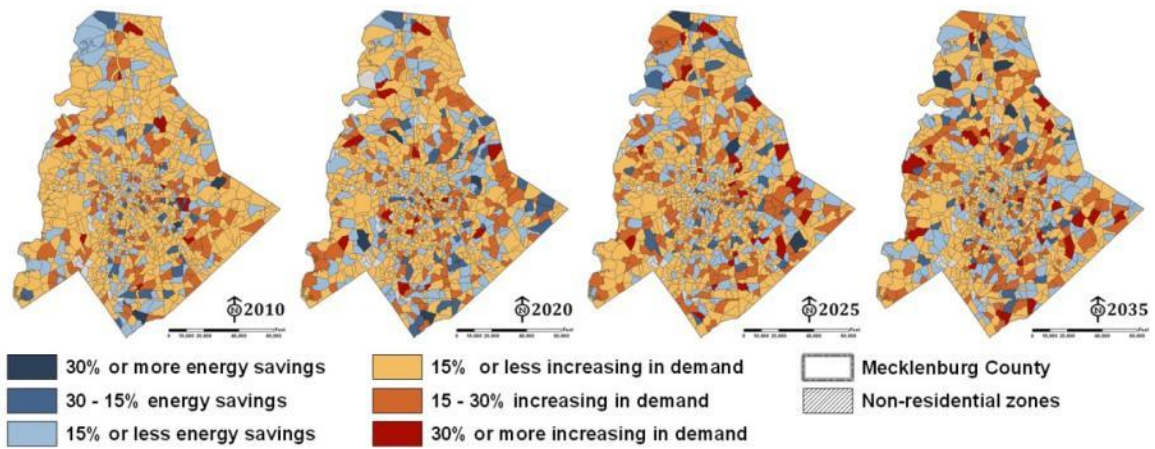 2010
2020
2025
2035
30% or more energy savings
30 - 15% energy savings
15% or less energy savings
15%  or less increasing in demand
15 - 30% increasing in demand
30% or more increasing in demand
Mecklenburg County
Non-residential zones